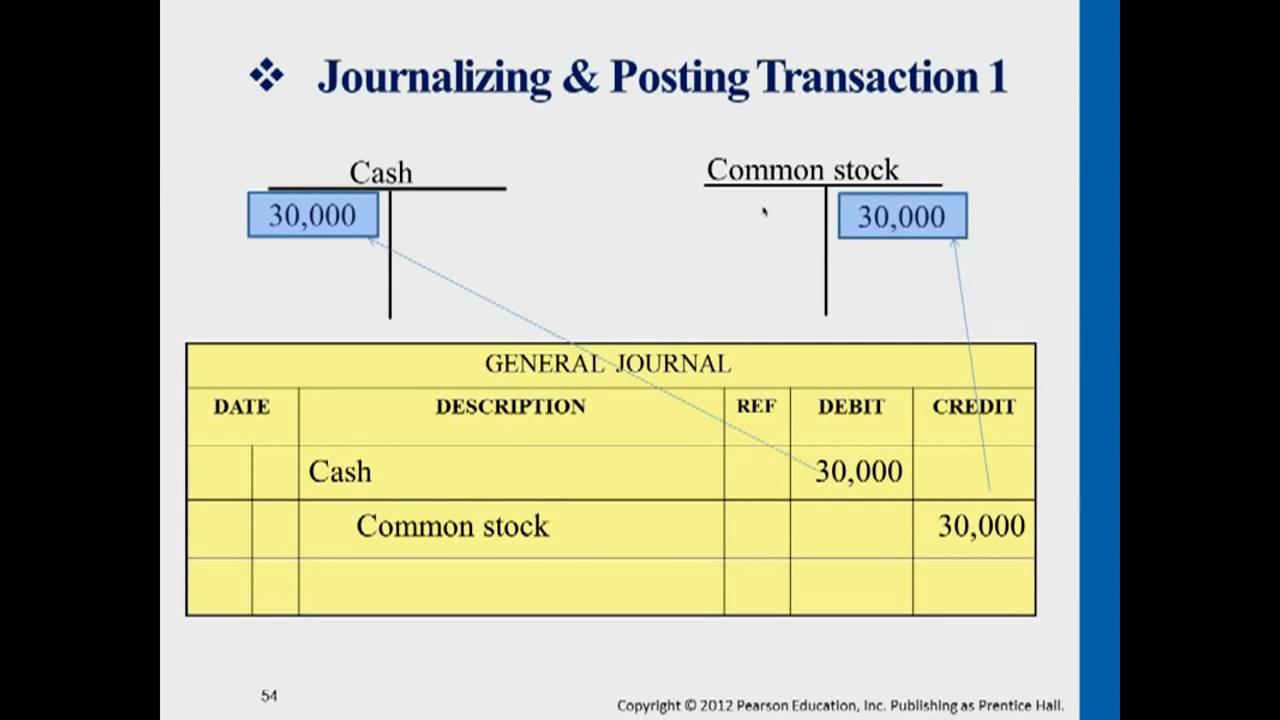 ❖ Journalizing & Posting Transaction 1
Cash
Common stock
30,000
30,000
GENERAL JOURNAL
DATE DESCRIPTION REF DEBIT CREDIT
Cash 30,000
Common stock 30,000
54
Copyright © 2012 Pearson Education, Inc. Publishing as Prentice Hall.